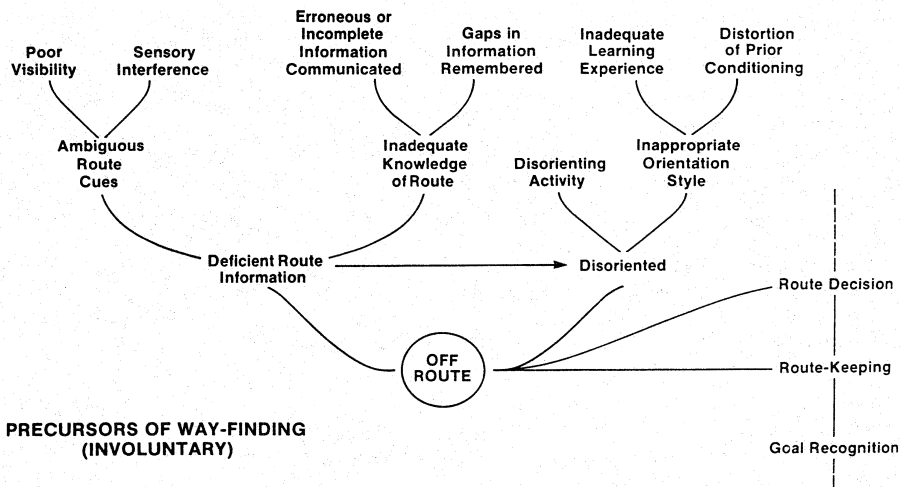 Poor
Visibility
Sensory
Interference
Erroneous or
Incomplete
Information
Communicated
Gaps in
Information
Remembered
Inadequate
Learning
Experience
Distortion
of Prior
Conditioning
Ambiguous
Route
Cues
Inadequate
Knowledge
of Route
Disorienting
Activity
Inappropriate
Orientation
Style
Deficient Route
Information
Disoriented
Route Decision
OFF
ROUTE
Route-Keeping
PRECURSORS OF WAY-FINDING
(INVOLUNTARY)
Goal Recognition